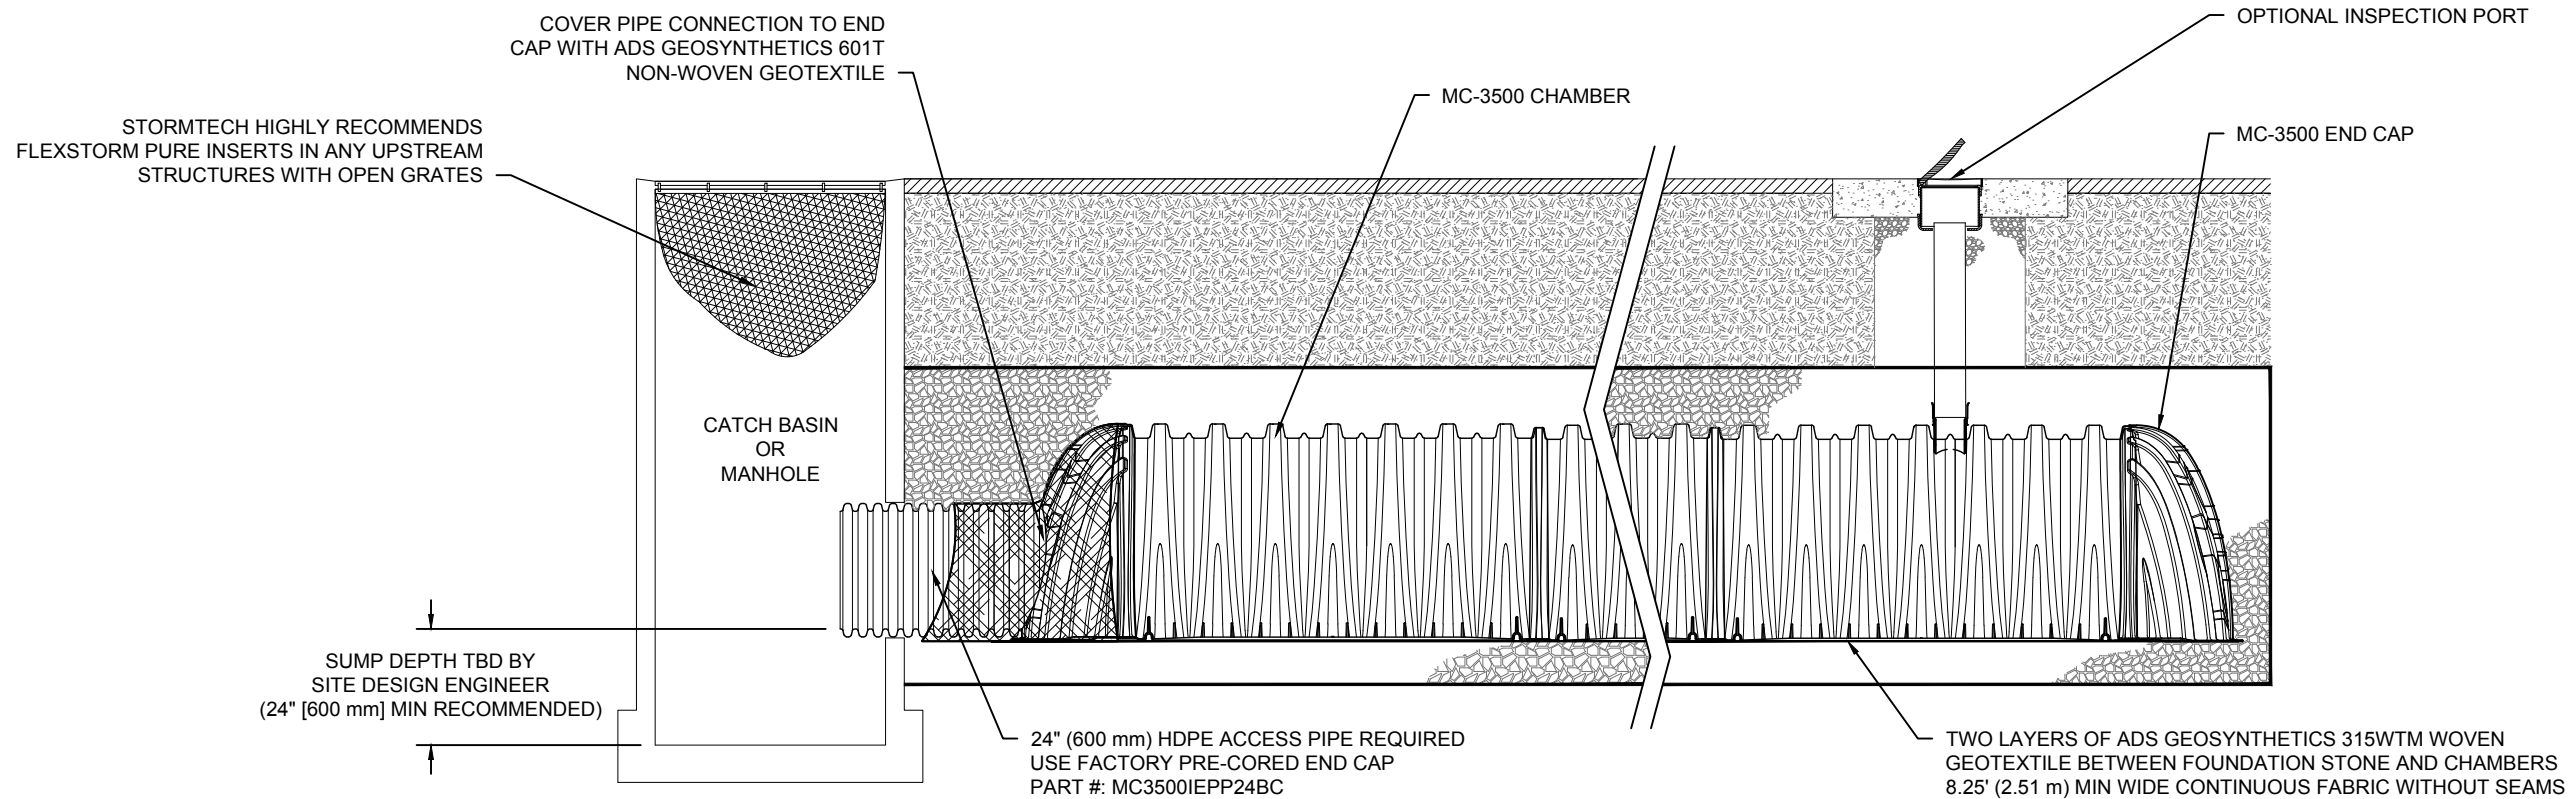 COVER PIPE CONNECTION TO END
CAP WITH ADS GEOSYNTHETICS 601T
NON-WOVEN GEOTEXTILE
OPTIONAL INSPECTION PORT
MC-3500 CHAMBER
STORMTECH HIGHLY RECOMMENDS
FLEXSTORM PURE INSERTS IN ANY UPSTREAM
STRUCTURES WITH OPEN GRATES
MC-3500 END CAP
CATCH BASIN
OR
MANHOLE
SUMP DEPTH TBD BY
SITE DESIGN ENGINEER
(24" [600 mm] MIN RECOMMENDED)
24" (600 mm) HDPE ACCESS PIPE REQUIRED
USE FACTORY PRE-CORED END CAP
PART #: MC3500IEPP24BC
TWO LAYERS OF ADS GEOSYNTHETICS 315WTM WOVEN
GEOTEXTILE BETWEEN FOUNDATION STONE AND CHAMBERS
8.25' (2.51 m) MIN WIDE CONTINUOUS FABRIC WITHOUT SEAMS